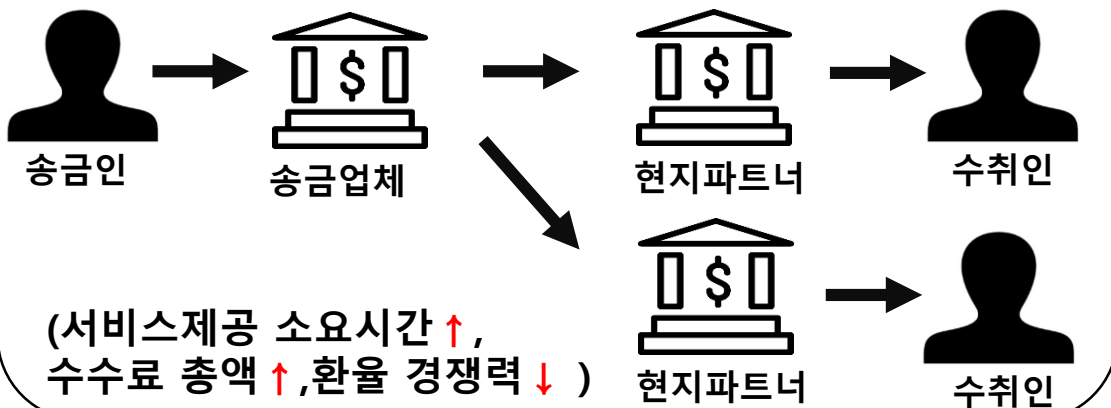 $
$
송금인
송금업체
현지파트너
수취인
$
(서비스제공 소요시간 ↑,
수수료 총액 ↑ ,환율 경쟁력 ↓ )
현지파트너
수취인